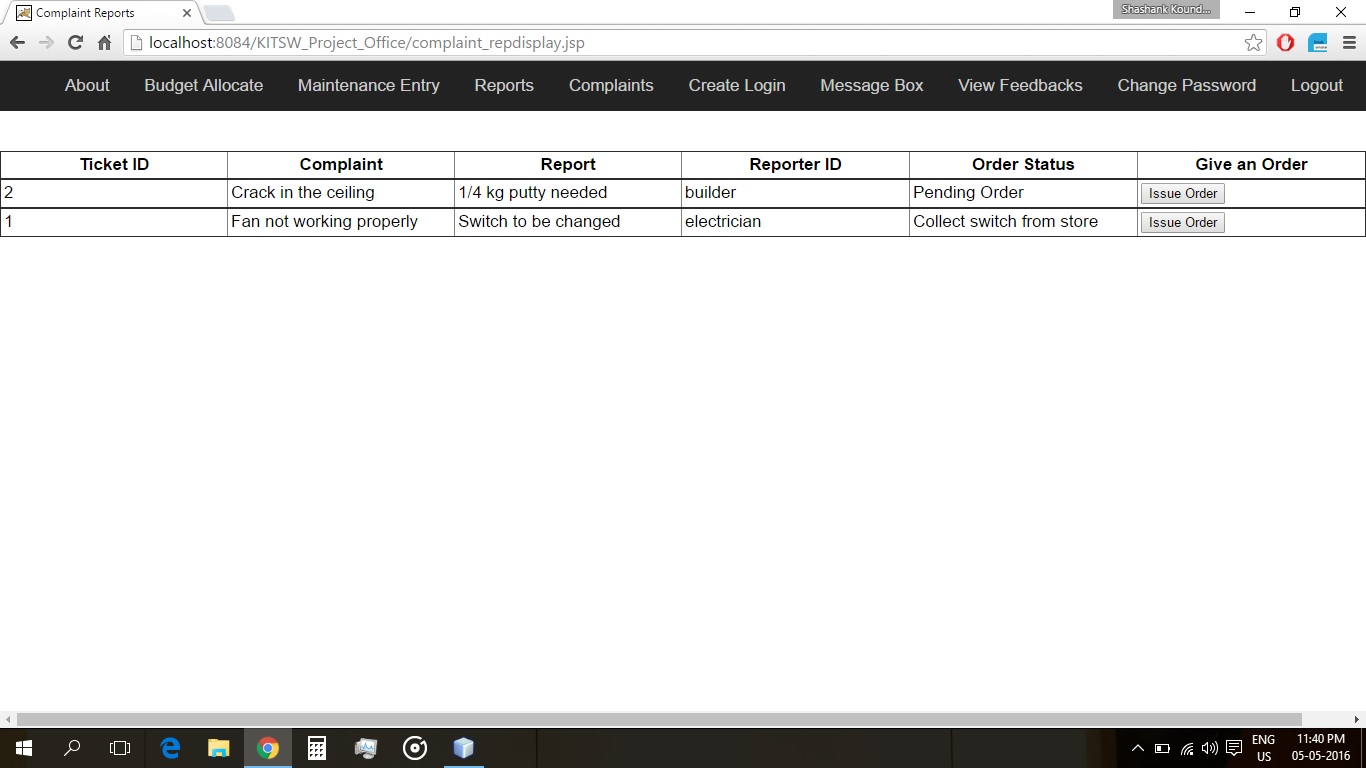 Complaint Reports
Shashank Kound...
localhost:8084/KITSW_Project_Office/complaint_repdisplay.jsp
About Budget Allocate Maintenance Entry Reports Complaints Create Login Message Box View Feedbacks Change Password Logout
Ticket ID Complaint Report Reporter ID Order Status Give an Order
2 Crack in the ceiling 1/4 kg putty needed builder Pending Order Issue Order
1 Fan not working properly Switch to be changed electrician Collect switch from store Issue Order
ENG 11:40 PM
US 05-05-2016